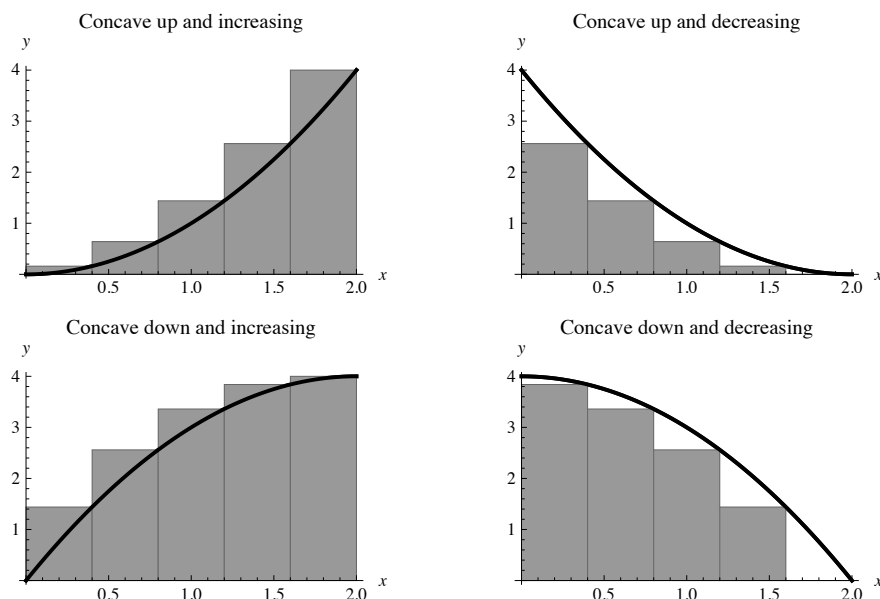 Concave up and increasing
y
4
3
2
1
0.5 1.0 1.5 2.0 x
Concave up and decreasing
y
4
3
2
1
0.5 1.0 1.5 2.0 x
Concave down and increasing
y
4
3
2
1
0.5 1.0 1.5 2.0 x
Concave down and decreasing
y
4
3
2
1
0.5 1.0 1.5 2.0 x